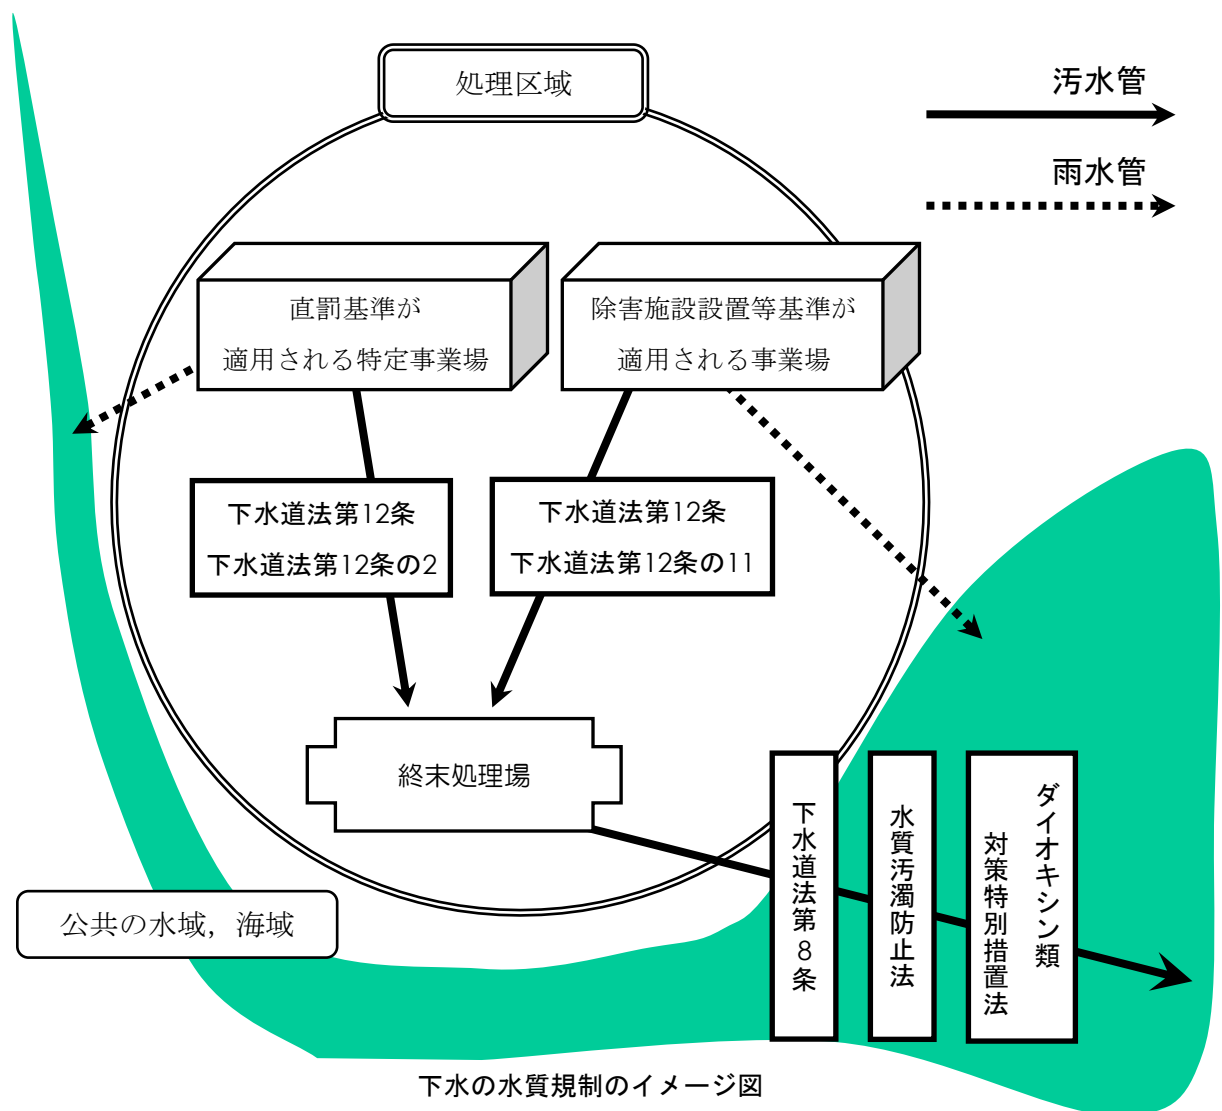 処理区域
汚水管
雨水管
直罰基準が
適用される特定事業場
除害施設設置等基準が
適用される事業場
下水道法第12条
下水道法第12条の2
下水道法第12条
下水道法第12条の11
終末処理場
下水道法第8条
水質汚濁防止法
ダイオキシン類
対策特別措置法
公共の水域，海域
下水の水質規制のイメージ図